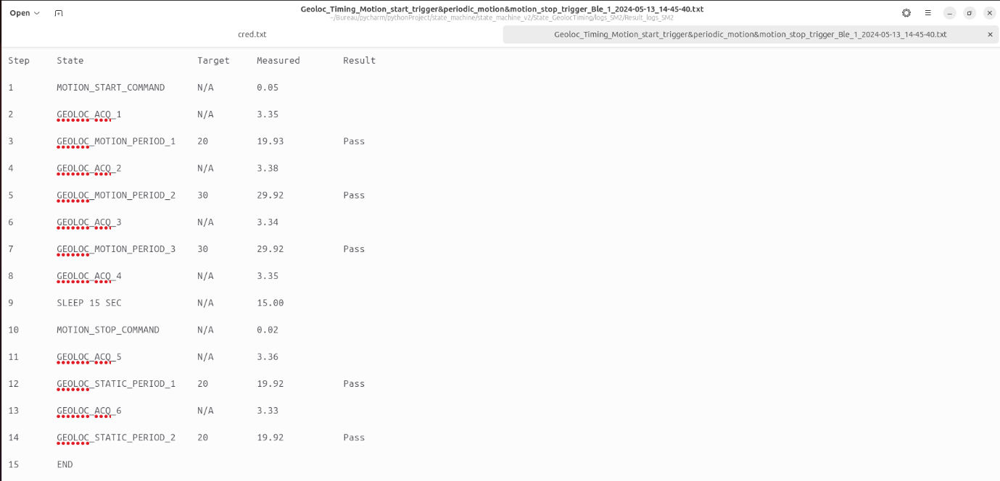 Open
Geoloc_Timing_Motion_start_trigger&periodic_motion&motion_stop_trigger_Ble_1_2024-05-13_14-45-40.txt
~/Bureau/pycharm/pythonProject/state_machine/state_machine_v2/State_GeolocTiming/logs_SM2/Result_logs_SM2
cred.txt Geoloc_Timing_Motion_start_trigger&periodic_motion&motion_stop_trigger_Ble_1_2024-05-13_14-45-40.txt
Step State Target Measured Result
1 MOTION_START_COMMAND N/A 0.05
2 GEOLOC_ACQ_1 N/A 3.35
3 GEOLOC_MOTION_PERIOD_1 20 19.93 Pass
4 GEOLOC_ACQ_2 N/A 3.38
5 GEOLOC_MOTION_PERIOD_2 30 29.92 Pass
6 GEOLOC_ACQ_3 N/A 3.34
7 GEOLOC_MOTION_PERIOD_3 30 29.92 Pass
8 GEOLOC_ACQ_4 N/A 3.35
9 SLEEP 15 SEC N/A 15.00
10 MOTION_STOP_COMMAND N/A 0.02
11 GEOLOC_ACQ_5 N/A 3.36
12 GEOLOC_STATIC_PERIOD_1 20 19.92 Pass
13 GEOLOC_ACQ_6 N/A 3.33
14 GEOLOC_STATIC_PERIOD_2 20 19.92 Pass
15 END